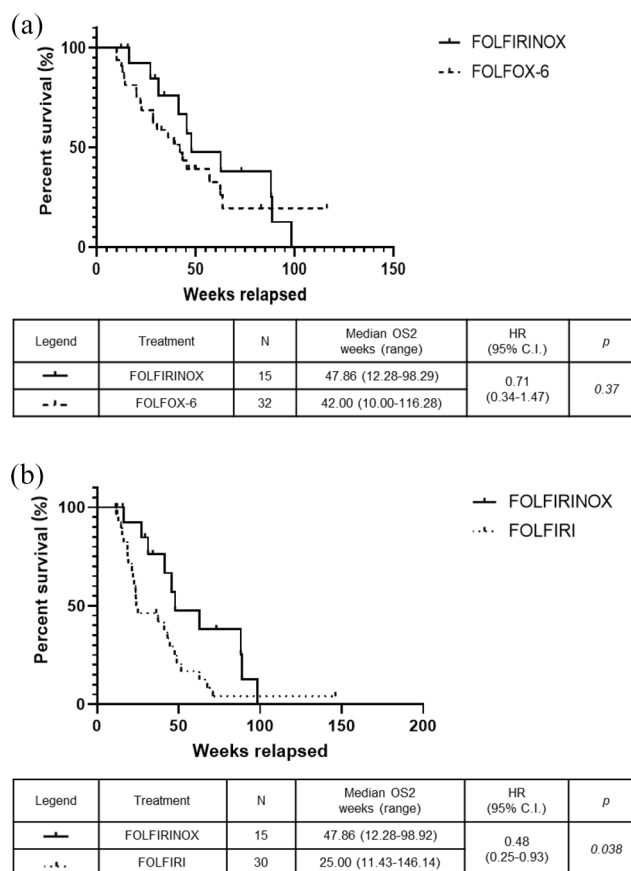 (a)
FOLFIRINOX
FOLFOX-6
Percent survival (%)
100
50
0
0 50 100 150
Weeks relapsed
Legend Treatment N Median OS2 weeks (range) HR (95% C.I.) p
FOLFIRINOX 15 47.86 (12.28-98.29) 0.71 (0.34-1.47) 0.37
FOLFOX-6 32 42.00 (10.00-116.28)
(b)
FOLFIRINOX
FOLFIRI
Percent survival (%)
100
50
0
0 50 100 150 200
Weeks relapsed
Legend Treatment N Median OS2 weeks (range) HR (95% C.I.) p
FOLFIRINOX 15 47.86 (12.28-98.92) 0.48 (0.25-0.93) 0.038
FOLFIRI 30 25.00 (11.43-146.14)